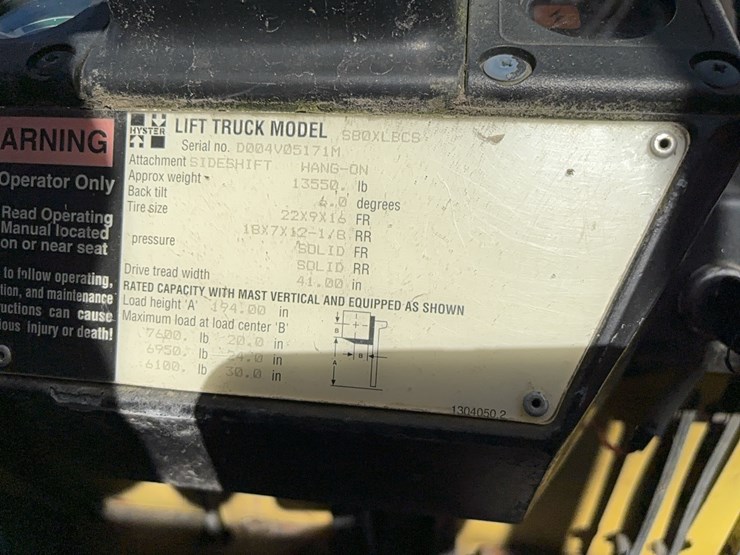 ARNING
Operator Only
Read Operating
Manual located
on or near seat
to follow operating,
tion, and maintenance
ructions can cause
ious injury or death!
HYSTER
LIFT TRUCK MODEL S80XLBCS
Serial no. D004V05171M
Attachment SIDESHIFT HANG-ON
Approx weight 13550. lb
Back tilt 6.0 degrees
Tire size 22X9X16 FR
18X7X12-1/8 RR
pressure SOLID FR
SOLID RR
Drive tread width 41.00 in
RATED CAPACITY WITH MAST VERTICAL AND EQUIPPED AS SHOWN
Load height 'A' 194.00 in
Maximum load at load center 'B'
7600. lb 20.0 in
6950. lb 24.0 in
6100. lb 30.0 in
B
A
B
1304050 2